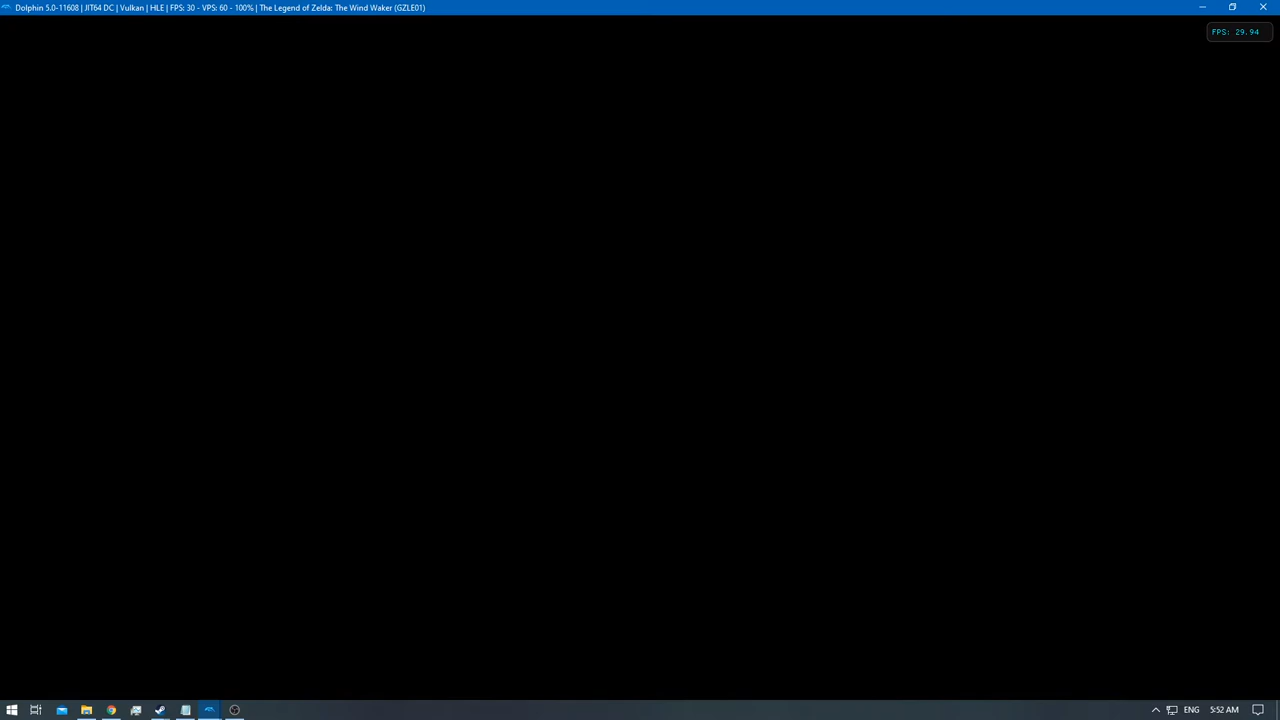 Dolphin 5.0-11608 | JIT64 DC | Vulkan | HLE | FPS: 30 - VPS: 60 - 100% | The Legend of Zelda: The Wind Waker (GZLE01)
FPS: 29.94
ENG
5:52 AM